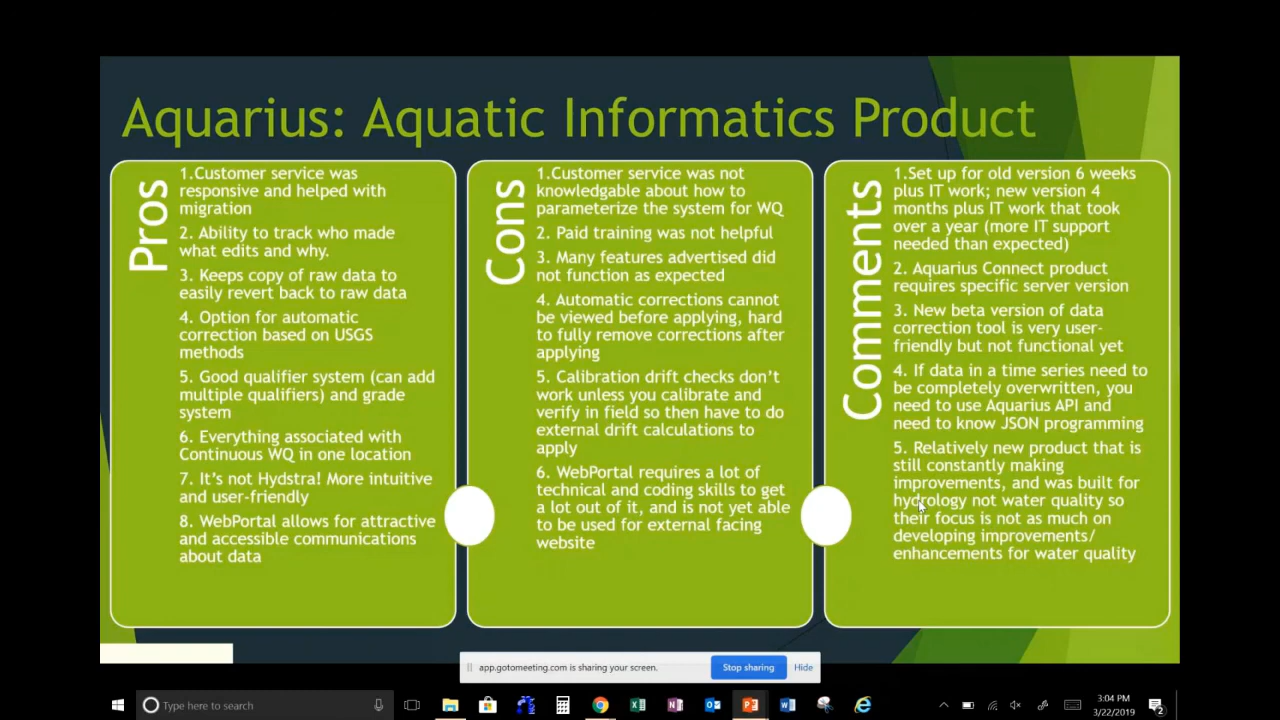 Aquarius: Aquatic Informatics Product
Pros
1.Customer service was
responsive and helped with
migration
2. Ability to track who made
what edits and why.
3. Keeps copy of raw data to
easily revert back to raw data
4. Option for automatic
correction based on USGS
methods
5. Good qualifier system (can add
multiple qualifiers) and grade
system
6. Everything associated with
Continuous WQ in one location
7. It’s not Hydstra! More intuitive
and user-friendly
8. WebPortal allows for attractive
and accessible communications
about data
Cons
1.Customer service was not
knowledgable about how to
parameterize the system for WQ
2. Paid training was not helpful
3. Many features advertised did
not function as expected
4. Automatic corrections cannot
be viewed before applying, hard
to fully remove corrections after
applying
5. Calibration drift checks don’t
work unless you calibrate and
verify in field so then have to do
external drift calculations to
apply
6. WebPortal requires a lot of
technical and coding skills to get
a lot out of it, and is not yet able
to be used for external facing
website
Comments
1.Set up for old version 6 weeks
plus IT work; new version 4
months plus IT work that took
over a year (more IT support
needed than expected)
2. Aquarius Connect product
requires specific server version
3. New beta version of data
correction tool is very user-
friendly but not functional yet
4. If data in a time series need to
be completely overwritten, you
need to use Aquarius API and
need to know JSON programming
5. Relatively new product that is
still constantly making
improvements, and was built for
hydrology not water quality so
their focus is not as much on
developing improvements/
enhancements for water quality
app.gotomeeting.com is sharing your screen.
Stop sharing
Hide
Type here to search
3:04 PM
3/22/2019
2